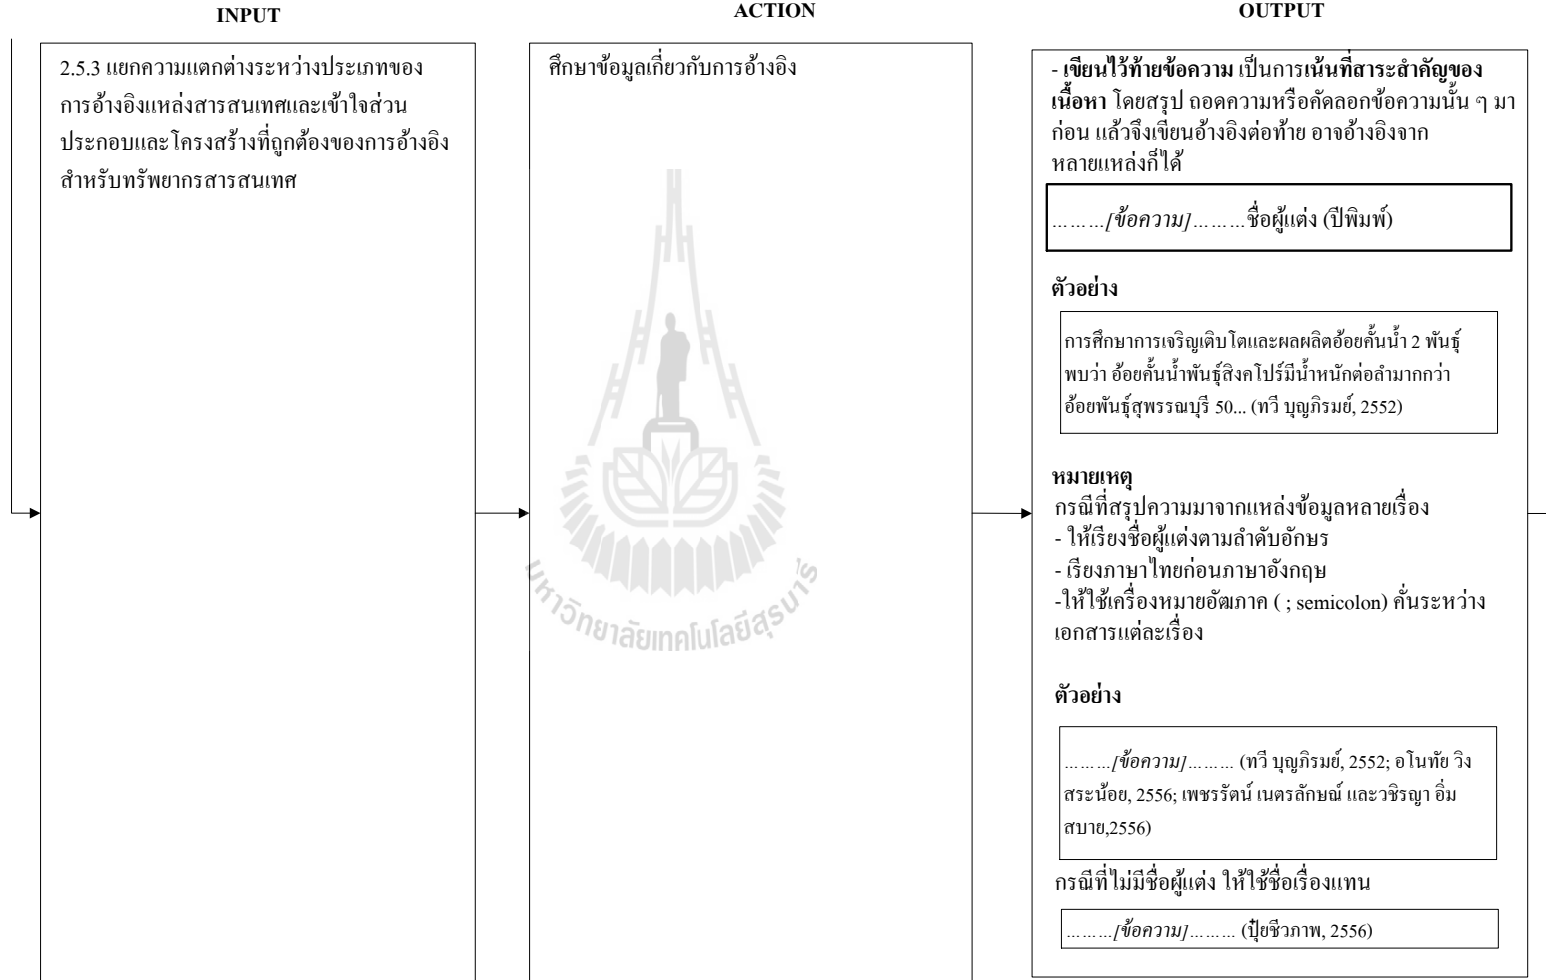 INPUT
ACTION
OUTPUT
2.5.3 แยกความแตกต่างระหว่างประเภทของ
การอ้างอิงแหล่งสารสนเทศและเข้าใจส่วน
ประกอบและโครงสร้างที่ถูกต้องของการอ้างอิง
สำหรับทรัพยากรสารสนเทศ
ศึกษาข้อมูลเกี่ยวกับการอ้างอิง
- เขียนไว้ท้ายข้อความ เป็นการเน้นที่สาระสำคัญของ
เนื้อหา โดยสรุป ถอดความหรือคัดลอกข้อความนั้น ๆ มา
ก่อน แล้วจึงเขียนอ้างอิงต่อท้าย อาจอ้างอิงจาก
หลายแหล่งก็ได้
………[ข้อความ]………ชื่อผู้แต่ง (ปีพิมพ์)
ตัวอย่าง
การศึกษาการเจริญเติบโตและผลผลิตอ้อยคั้นน้ำ 2 พันธุ์
พบว่า อ้อยคั้นน้ำพันธุ์สิงคโปร์มีน้ำหนักต่อลำมากกว่า
อ้อยพันธุ์สุพรรณบุรี 50... (ทวี บุญภิรมย์, 2552)
หมายเหตุ
กรณีที่สรุปความมาจากแหล่งข้อมูลหลายเรื่อง
- ให้เรียงชื่อผู้แต่งตามลำดับอักษร
- เรียงภาษาไทยก่อนภาษาอังกฤษ
-ให้ใช้เครื่องหมายอัฒภาค ( ; semicolon) คั่นระหว่าง
เอกสารแต่ละเรื่อง
ตัวอย่าง
………[ข้อความ]……… (ทวี บุญภิรมย์, 2552; อโนทัย วิง
สระน้อย, 2556; เพชรรัตน์ เนตรลักษณ์ และวชิรญา อิ่ม
สบาย,2556)
กรณีที่ไม่มีชื่อผู้แต่ง ให้ใช้ชื่อเรื่องแทน
………[ข้อความ]……… (ปุ๋ยชีวภาพ, 2556)
มหาวิทยาลัยเทคโนโลยีสุรนารี